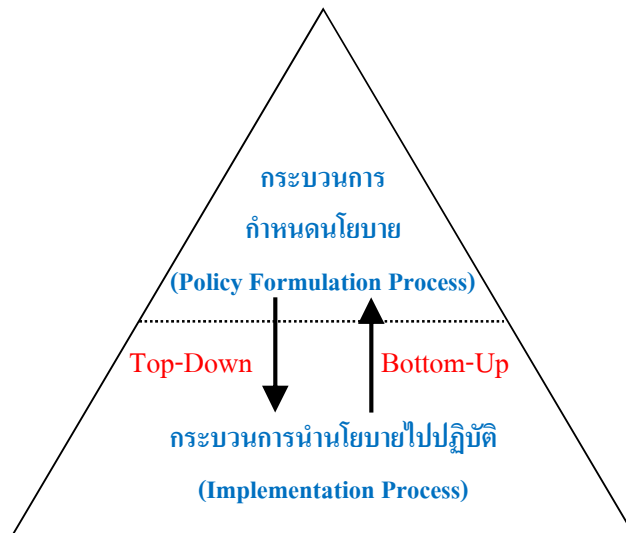 กระบวนการ
กำหนดนโยบาย
(Policy Formulation Process)
Top-Down
Bottom-Up
กระบวนการนำนโยบายไปปฏิบัติ
(Implementation Process)